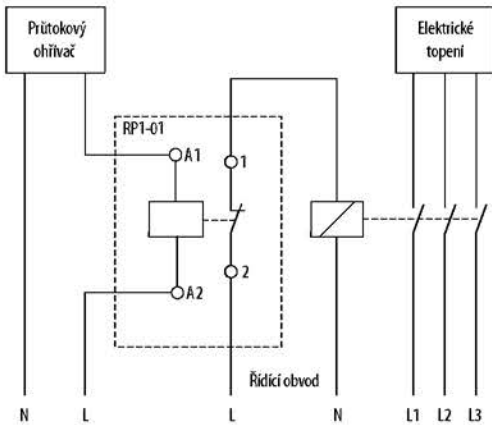 Průtokový
ohřívač
Elektrické
topení
RP1-01
A1
1
2
A2
Řídící obvod
N
L
L
N
L1
L2
L3